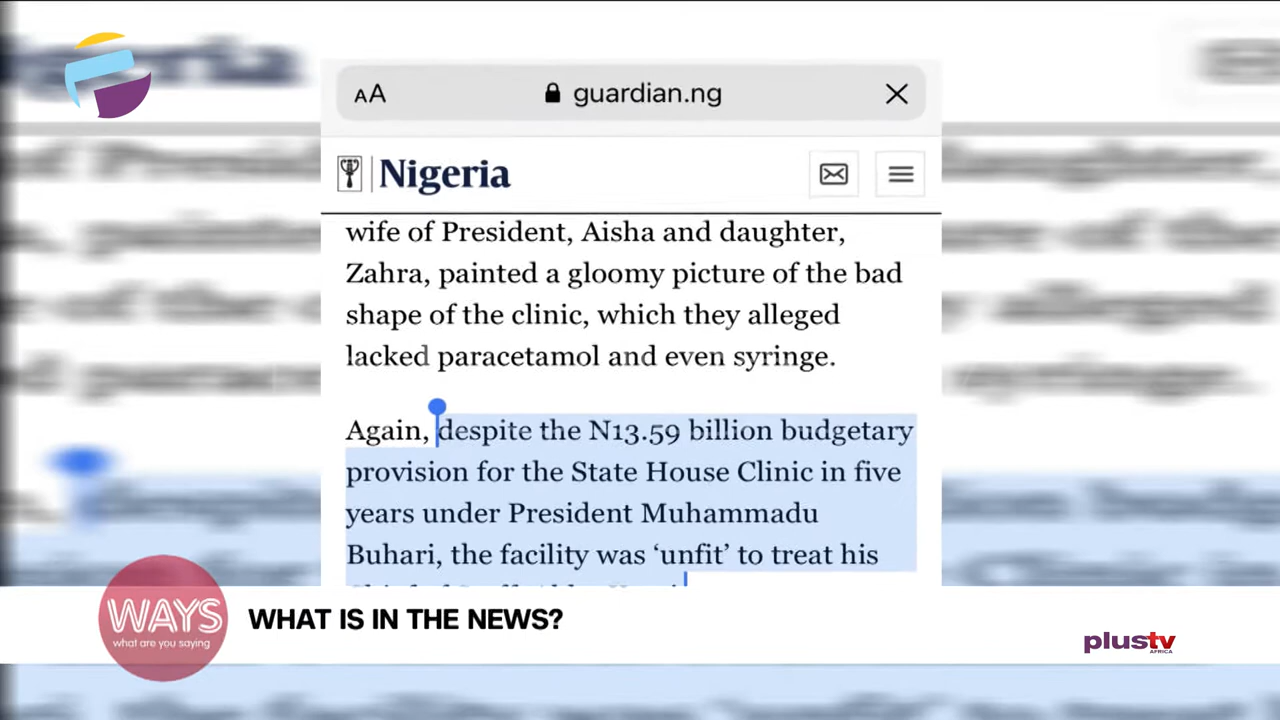 AA guardian.ng
Nigeria
wife of President, Aisha and daughter,
Zahra, painted a gloomy picture of the bad
shape of the clinic, which they alleged
lacked paracetamol and even syringe.
Again, despite the N13.59 billion budgetary
provision for the State House Clinic in five
years under President Muhammadu
Buhari, the facility was ‘unfit’ to treat his
WAYS
what are you saying
WHAT IS IN THE NEWS?
plustv
AFRICA